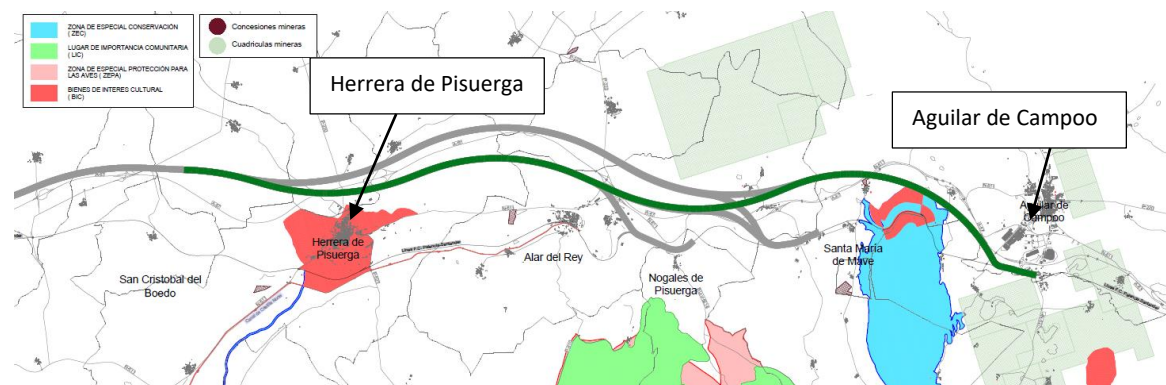 ZONA DE ESPECIAL CONSERVACIÓN
( ZEC)
LUGAR DE IMPORTANCIA COMUNITARIA
( LIC)
ZONA DE ESPECIAL PROTECCIÓN PARA
LAS AVES ( ZEPA)
BIENES DE INTERES CULTURAL
( BIC)
Concesiones mineras
Cuadriculas mineras
Herrera de Pisuerga
Aguilar de Campoo
Aguilar de
Campoo
Herrera de
Pisuerga
San Cristobal del
Boedo
Alar del Rey
Nogales de
Pisuerga
Santa María
de Mave